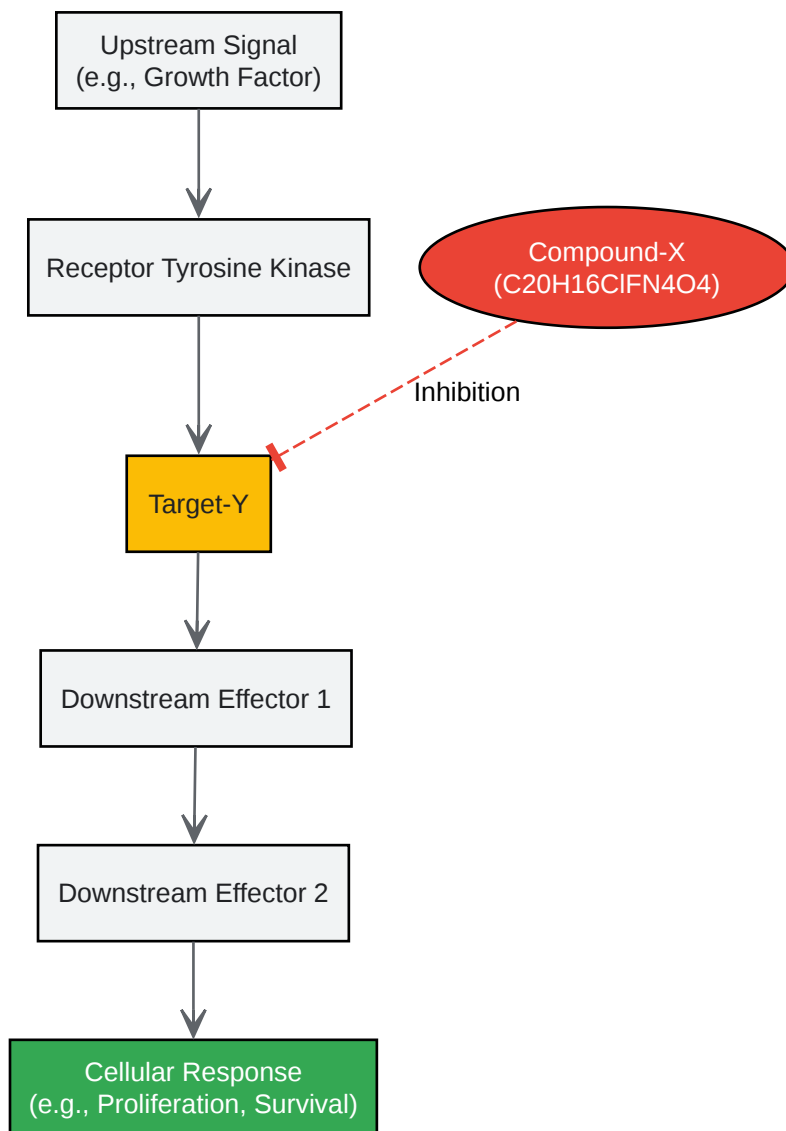 Upstream Signal
(e.g., Growth Factor)
Receptor Tyrosine Kinase
Compound-X
(C20H16ClFN4O4)
Inhibition
Target-Y
Downstream Effector 1
Downstream Effector 2
Cellular Response
(e.g., Proliferation, Survival)